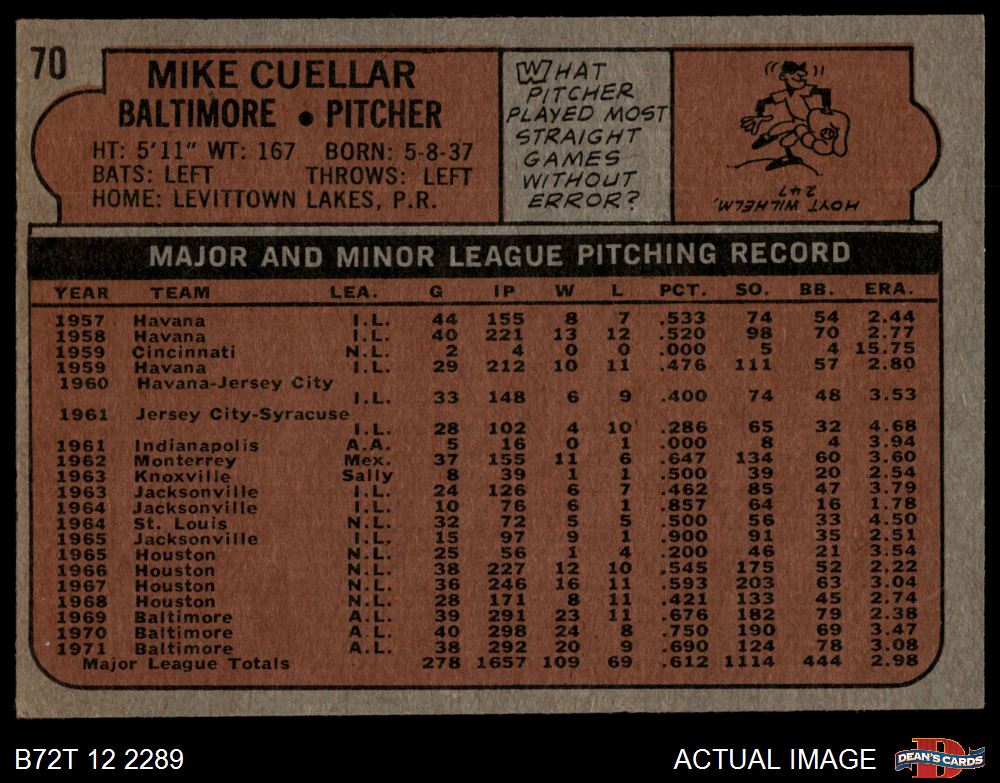 70
MIKE CUELLAR
BALTIMORE • PITCHER
HT: 5'11" WT: 167 BORN: 5-8-37
BATS: LEFT THROWS: LEFT
HOME: LEVITTOWN LAKES, P.R.
WHAT
PITCHER
PLAYED MOST
STRAIGHT
GAMES
WITHOUT
ERROR?
HOYT WILHELM,
247
MAJOR AND MINOR LEAGUE PITCHING RECORD
YEAR TEAM LEA. G IP W L PCT. SO. BB. ERA.
1957 Havana I.L. 44 155 8 7 .533 74 54 2.44
1958 Havana I.L. 40 221 13 12 .520 98 70 2.77
1959 Cincinnati N.L. 2 4 0 0 .000 5 4 15.75
1959 Havana I.L. 29 212 10 11 .476 111 57 2.80
1960 Havana-Jersey City
I.L. 33 148 6 9 .400 74 48 3.53
1961 Jersey City-Syracuse
I.L. 28 102 4 10 .286 65 32 4.68
1961 Indianapolis A.A. 5 16 0 1 .000 8 4 3.94
1962 Monterrey Mex. 37 155 11 6 .647 134 60 3.60
1963 Knoxville Sally 8 39 1 1 .500 39 20 2.54
1963 Jacksonville I.L. 24 126 6 7 .462 85 47 3.79
1964 Jacksonville I.L. 10 76 6 1 .857 64 16 1.78
1964 St. Louis N.L. 32 72 5 5 .500 56 33 4.50
1965 Jacksonville I.L. 15 97 9 1 .900 91 35 2.51
1965 Houston N.L. 25 56 1 4 .200 46 21 3.54
1966 Houston N.L. 38 227 12 10 .545 175 52 2.22
1967 Houston N.L. 36 246 16 11 .593 203 63 3.04
1968 Houston N.L. 28 171 8 11 .421 133 45 2.74
1969 Baltimore A.L. 39 291 23 11 .676 182 79 2.38
1970 Baltimore A.L. 40 298 24 8 .750 190 69 3.47
1971 Baltimore A.L. 38 292 20 9 .690 124 78 3.08
Major League Totals 278 1657 109 69 .612 1114 444 2.98
B72T 12 2289
ACTUAL IMAGE
D
DEAN'S CARDS